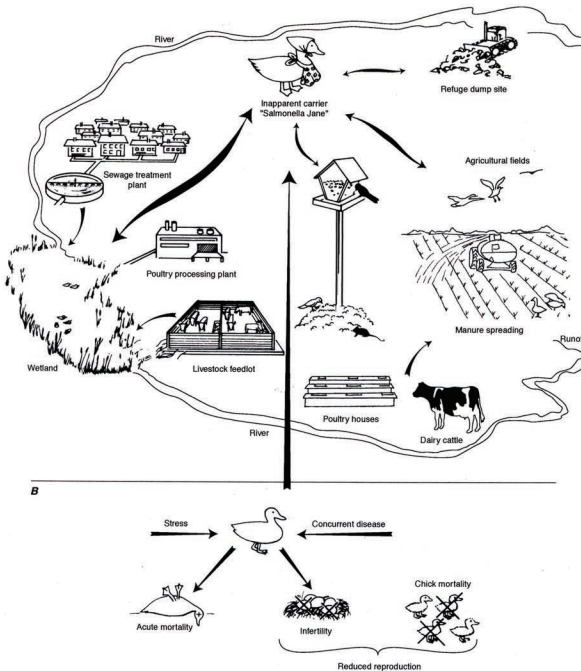 River
Refuge dump site
Inapparent carrier
"Salmonella Jane"
Sewage treatment
plant
Agricultural fields
Poultry processing plant
Manure spreading
Wetland
Livestock feedlot
Poultry houses
Dairy cattle
River
B
Stress
Concurrent disease
Acute mortality
Infertility
Chick mortality
Reduced reproduction